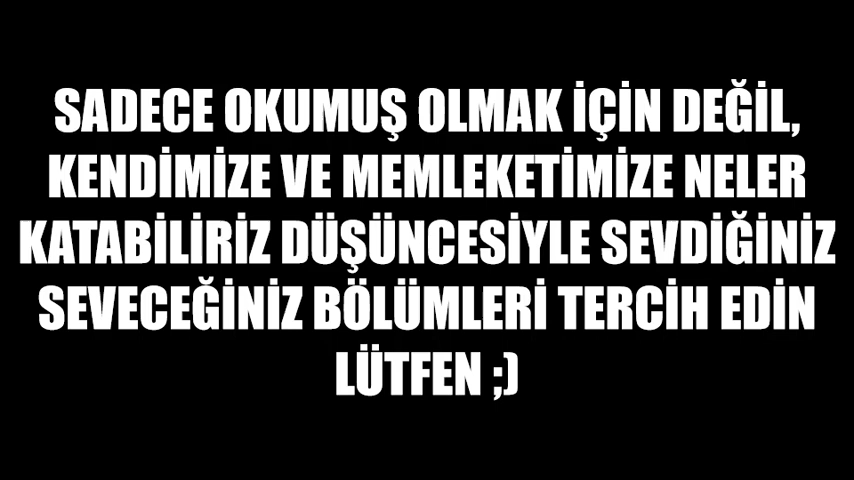 SADECE OKUMUŞ OLMAK İÇİN DEĞİL,
KENDİMİZE VE MEMLEKETİMİZE NELER
KATABİLİRİZ DÜŞÜNCESİYLE SEVDİĞİNİZ
SEVECEĞİNİZ BÖLÜMLERİ TERCİH EDİN
LÜTFEN ;)